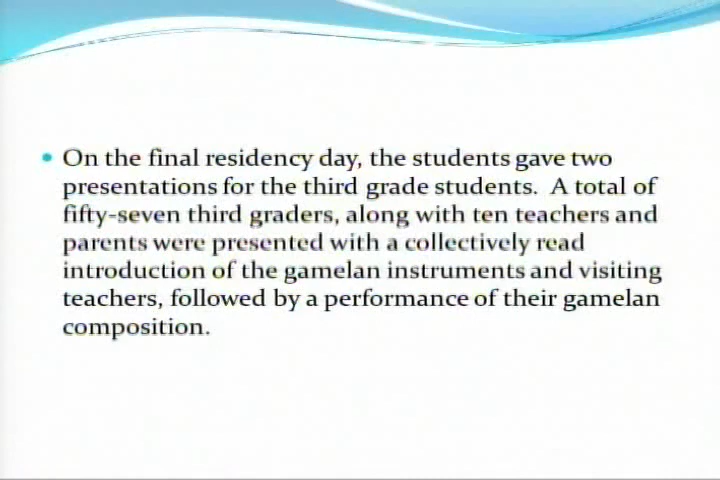 • On the final residency day, the students gave two
presentations for the third grade students.  A total of
fifty-seven third graders, along with ten teachers and
parents were presented with a collectively read
introduction of the gamelan instruments and visiting
teachers, followed by a performance of their gamelan
composition.